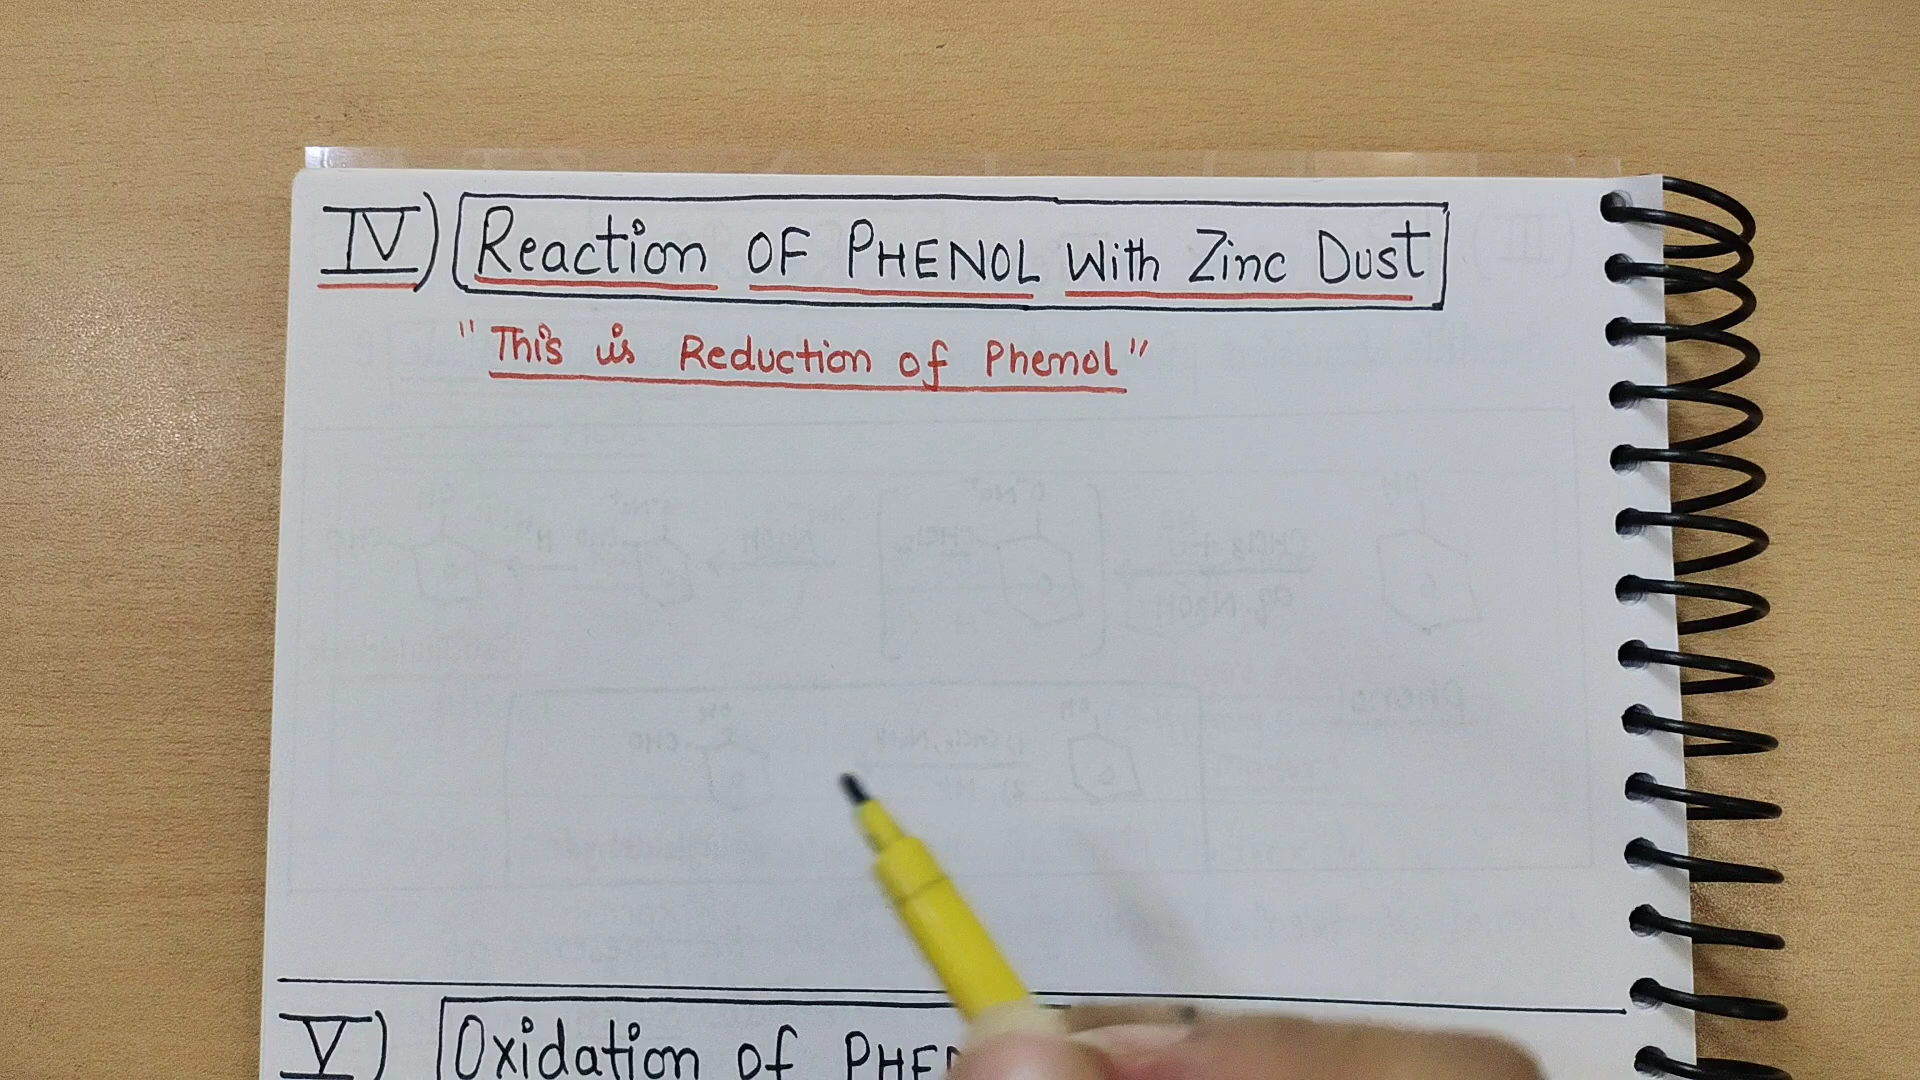 IV) Reaction OF PHENOL With Zinc Dust
"This is Reduction of Phenol"
V) Oxidation of